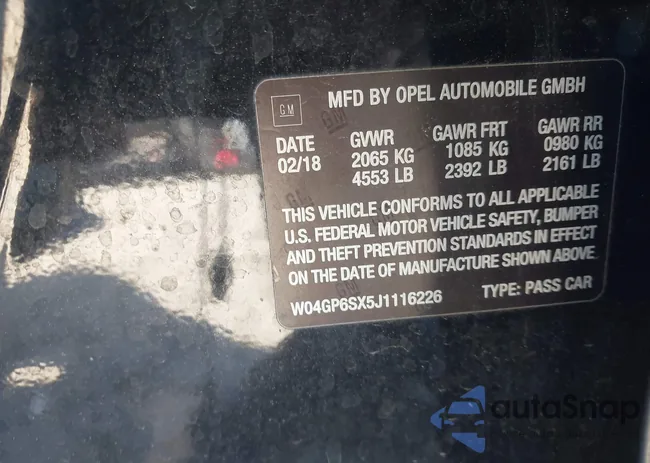 GM
MFD BY OPEL AUTOMOBILE GMBH
DATE GVWR GAWR FRT GAWR RR
02/18 2065 KG 1085 KG 0980 KG
4553 LB 2392 LB 2161 LB
THIS VEHICLE CONFORMS TO ALL APPLICABLE
U.S. FEDERAL MOTOR VEHICLE SAFETY, BUMPER
AND THEFT PREVENTION STANDARDS IN EFFECT
ON THE DATE OF MANUFACTURE SHOWN ABOVE.
W04GP6SX5J1116226 TYPE: PASS CAR
autoSnap